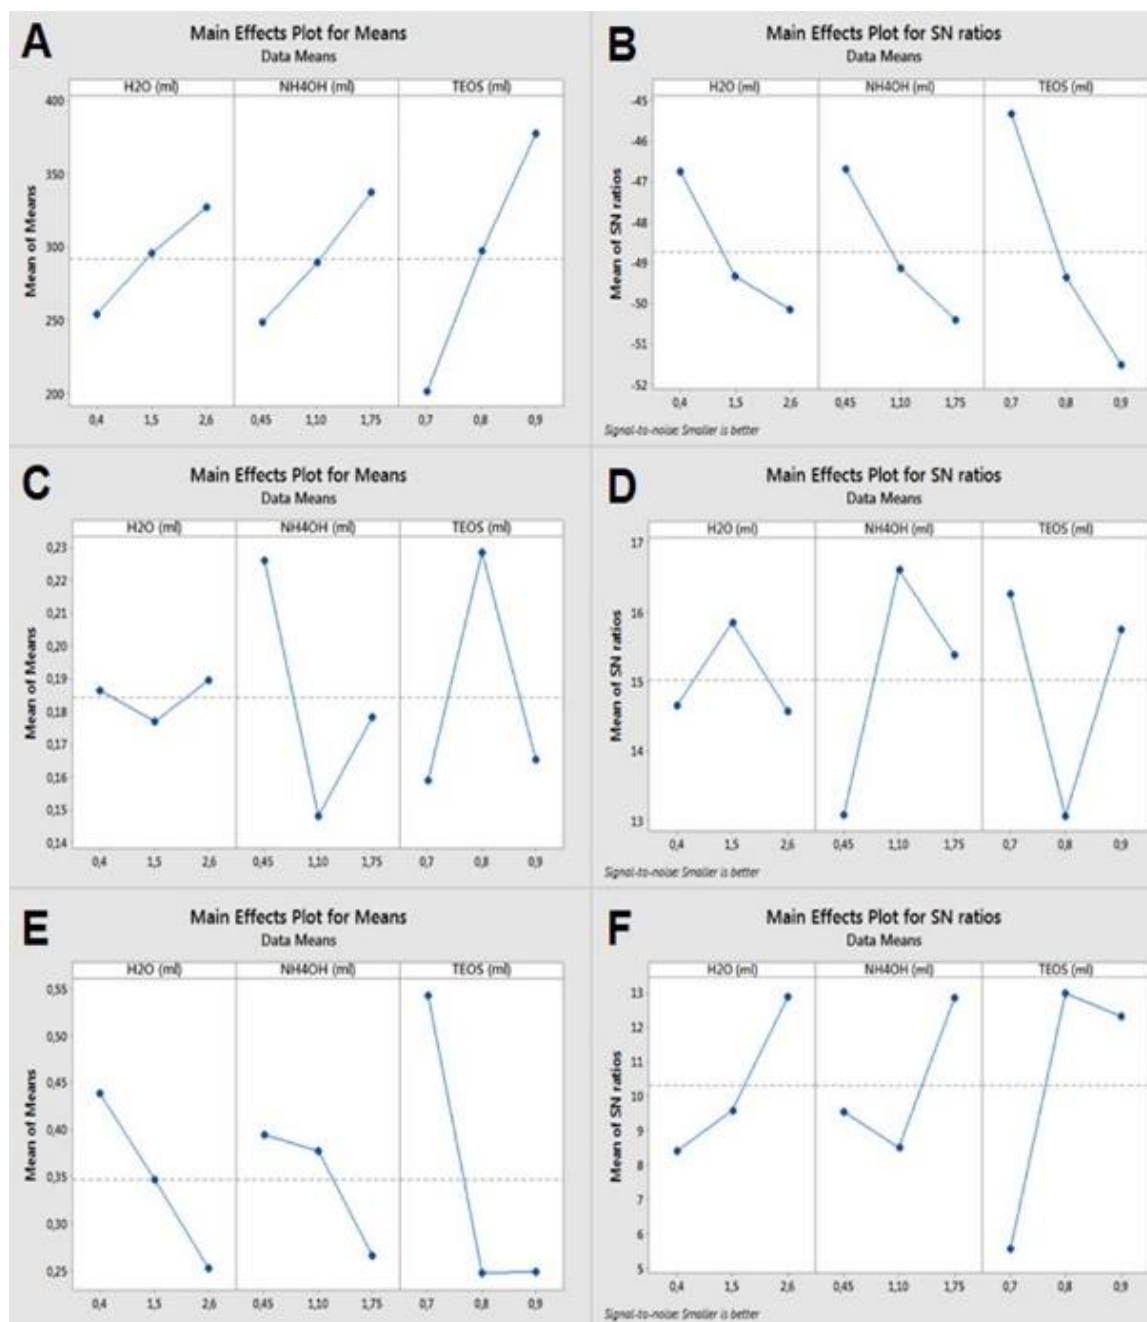 A
Main Effects Plot for Means
Data Means
H2O (ml) NH4OH (ml) TEOS (ml)
Mean of Means
400
350
300
250
200
0,4 1,5 2,6 0,45 1,10 1,75 0,7 0,8 0,9
B
Main Effects Plot for SN ratios
Data Means
H2O (ml) NH4OH (ml) TEOS (ml)
Mean of SN ratios
-45
-46
-47
-48
-49
-50
-51
-52
0,4 1,5 2,6 0,45 1,10 1,75 0,7 0,8 0,9
Signal-to-noise: Smaller is better
C
Main Effects Plot for Means
Data Means
H2O (ml) NH4OH (ml) TEOS (ml)
Mean of Means
0,23
0,22
0,21
0,20
0,19
0,18
0,17
0,16
0,15
0,14
0,4 1,5 2,6 0,45 1,10 1,75 0,7 0,8 0,9
D
Main Effects Plot for SN ratios
Data Means
H2O (ml) NH4OH (ml) TEOS (ml)
Mean of SN ratios
17
16
15
14
13
0,4 1,5 2,6 0,45 1,10 1,75 0,7 0,8 0,9
Signal-to-noise: Smaller is better
E
Main Effects Plot for Means
Data Means
H2O (ml) NH4OH (ml) TEOS (ml)
Mean of Means
0,55
0,50
0,45
0,40
0,35
0,30
0,25
0,4 1,5 2,6 0,45 1,10 1,75 0,7 0,8 0,9
F
Main Effects Plot for SN ratios
Data Means
H2O (ml) NH4OH (ml) TEOS (ml)
Mean of SN ratios
13
12
11
10
9
8
7
6
5
0,4 1,5 2,6 0,45 1,10 1,75 0,7 0,8 0,9
Signal-to-noise: Smaller is better